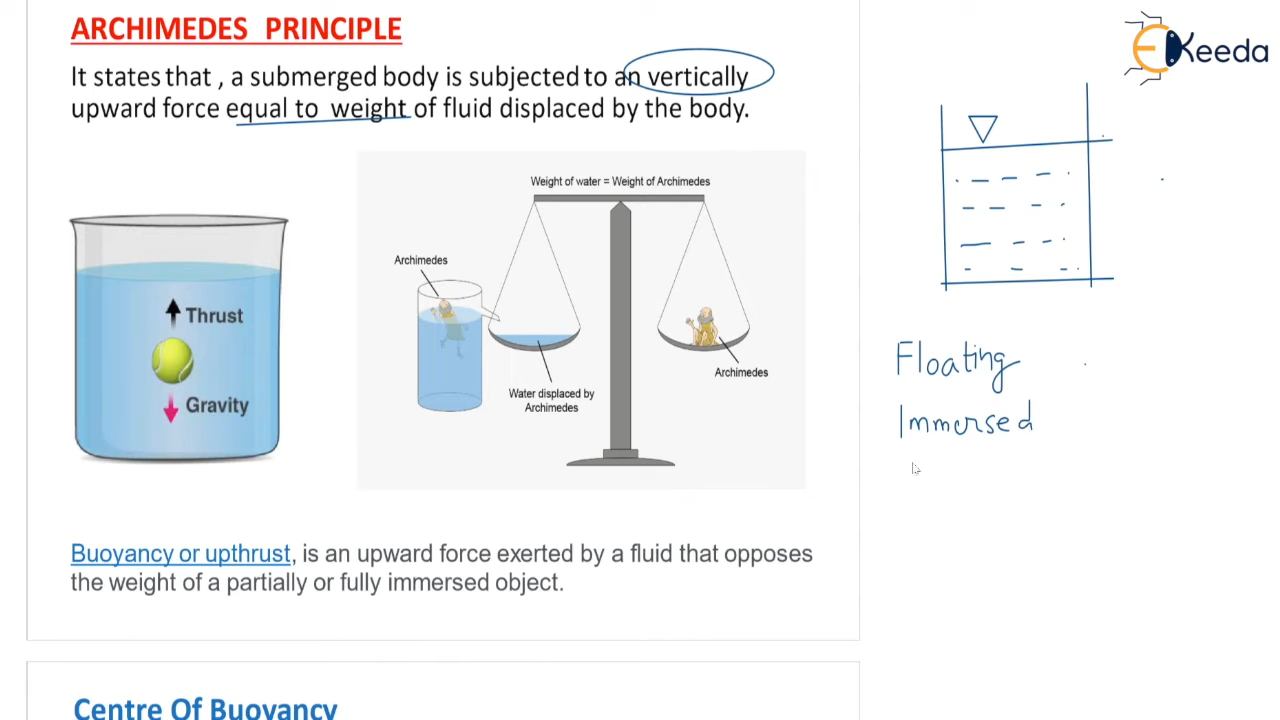 ARCHIMEDES PRINCIPLE
It states that , a submerged body is subjected to an vertically
upward force equal to weight of fluid displaced by the body.
EKeeda
Weight of water = Weight of Archimedes
Archimedes
Thrust
Gravity
Water displaced by
Archimedes
Archimedes
Floating
Immersed
Buoyancy or upthrust, is an upward force exerted by a fluid that opposes
the weight of a partially or fully immersed object.
Centre Of Buoyancy